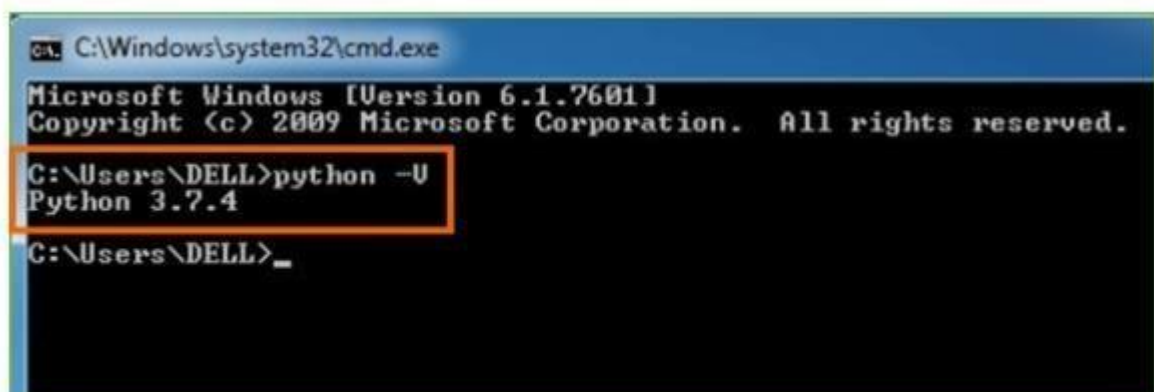 C:\Windows\system32\cmd.exe
Microsoft Windows [Version 6.1.7601]
Copyright (c) 2009 Microsoft Corporation.  All rights reserved.
C:\Users\DELL>python -V
Python 3.7.4
C:\Users\DELL>_